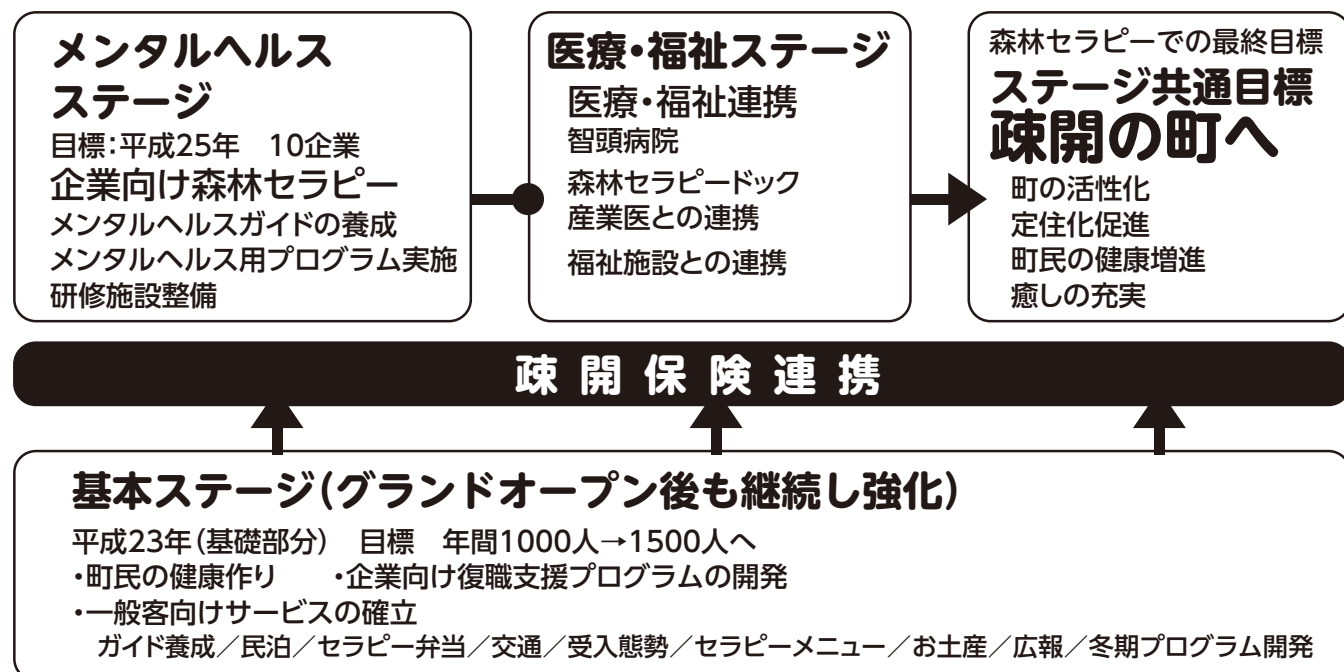 メンタルヘルス
ステージ
目標:平成25年　10企業
企業向け森林セラピー
メンタルヘルスガイドの養成
メンタルヘルス用プログラム実施
研修施設整備
医療・福祉ステージ
医療・福祉連携
智頭病院
森林セラピードック
産業医との連携
福祉施設との連携
森林セラピーでの最終目標
ステージ共通目標
疎開の町へ
町の活性化
定住化促進
町民の健康増進
癒しの充実
疎開保険連携
基本ステージ(グランドオープン後も継続し強化)
平成23年(基礎部分)　目標　年間1000人→1500人へ
・町民の健康作り　　・企業向け復職支援プログラムの開発
・一般客向けサービスの確立
ガイド養成／民泊／セラピー弁当／交通／受入態勢／セラピーメニュー／お土産／広報／冬期プログラム開発